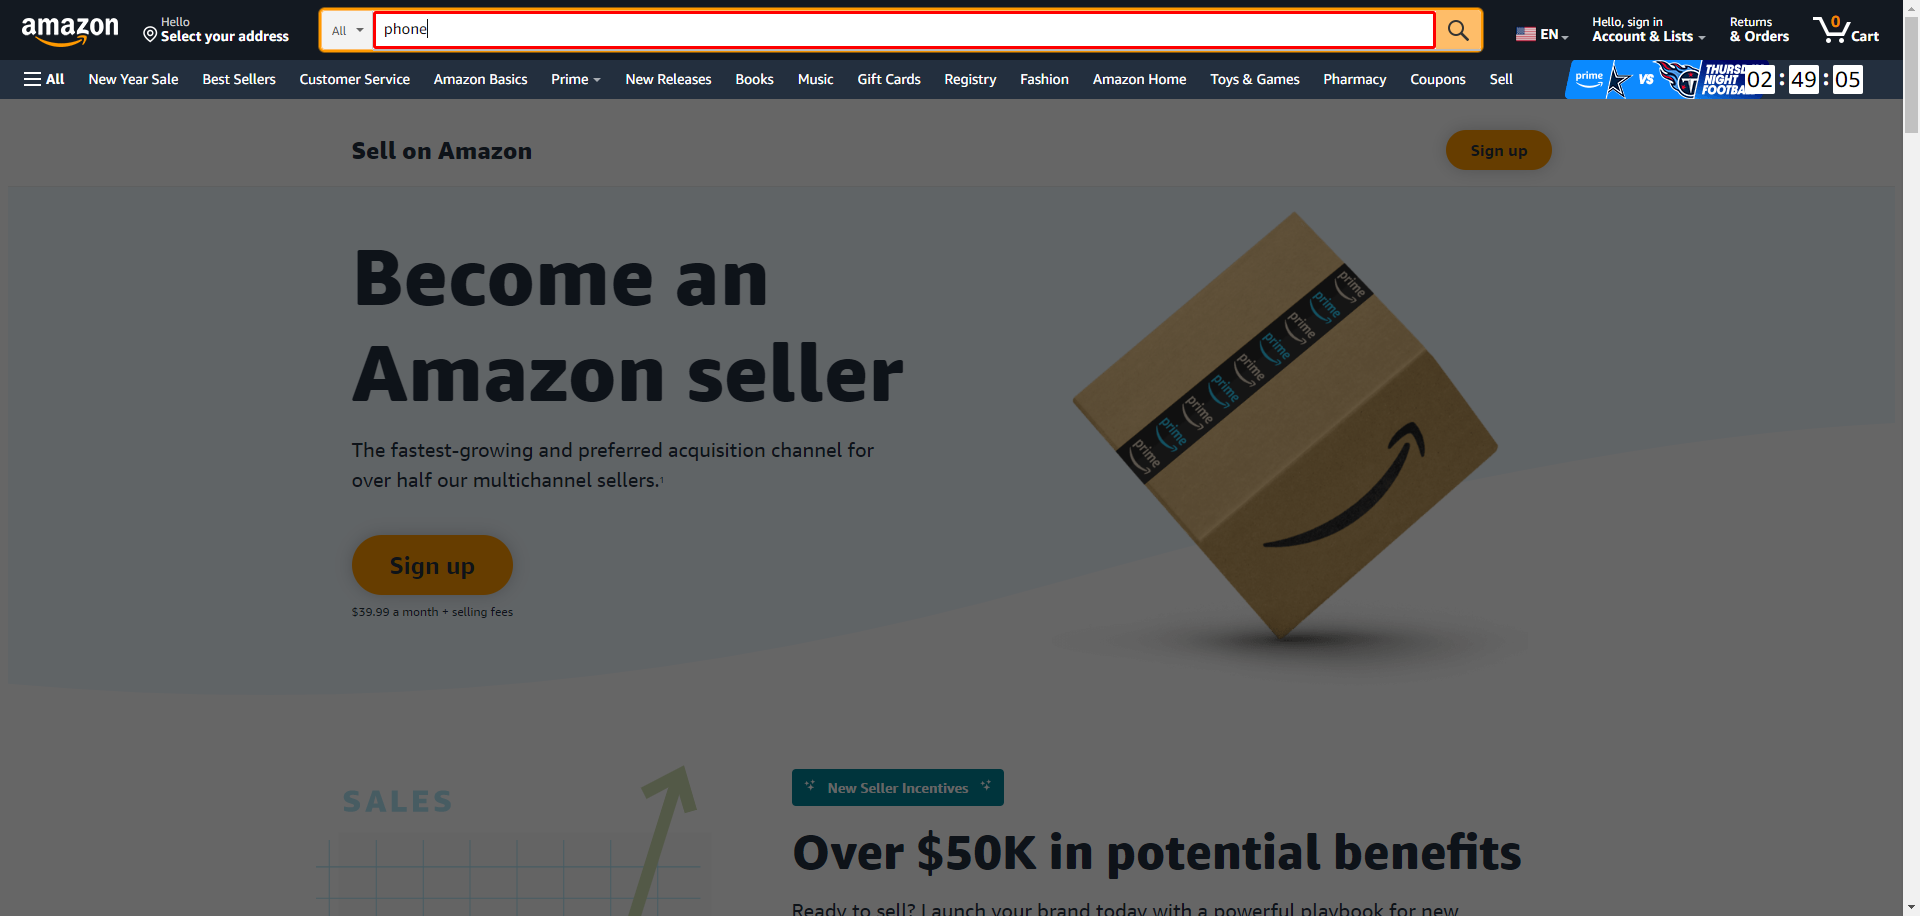 amazon
Hello
Select your address
All
phone
EN
Hello, sign in
Account & Lists
Returns
& Orders
0
Cart
All
New Year Sale
Best Sellers
Customer Service
Amazon Basics
Prime
New Releases
Books
Music
Gift Cards
Registry
Fashion
Amazon Home
Toys & Games
Pharmacy
Coupons
Sell
prime
VS
NIGHT
02 : 49 : 05
Sell on Amazon
Sign up
Become an
Amazon seller
The fastest-growing and preferred acquisition channel for
over half our multichannel sellers.¹
Sign up
$39.99 a month + selling fees
prime
prime
prime
prime
prime
prime
prime
prime
prime
SALES
New Seller Incentives
Over $50K in potential benefits
Ready to sell? Launch your brand today with a powerful playbook for new